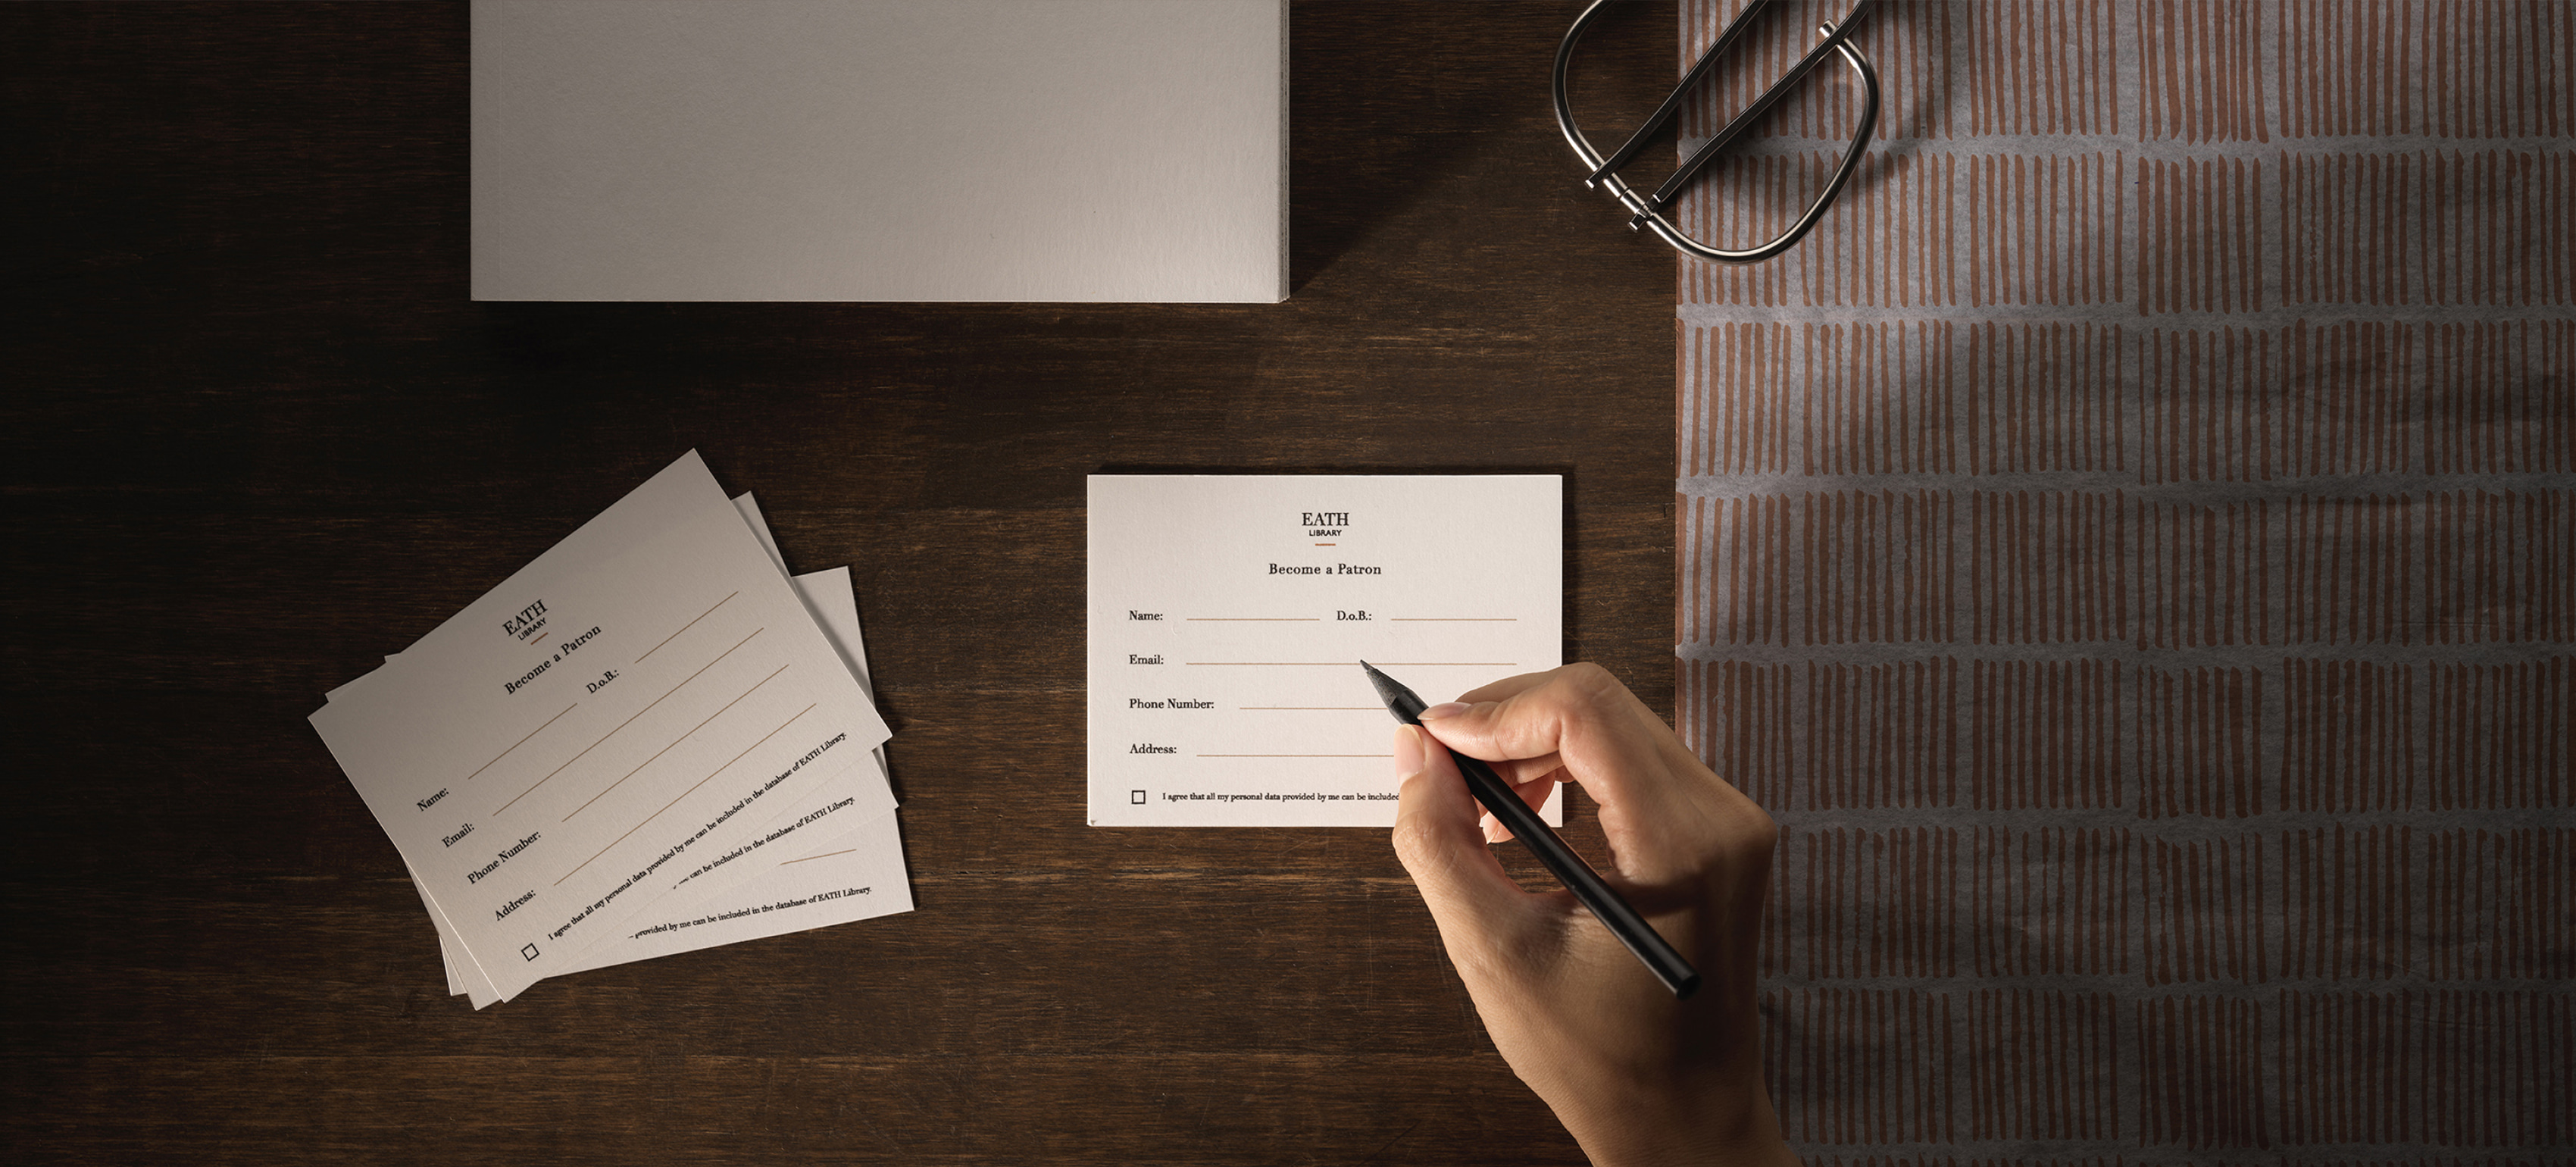 EATH
LIBRARY
Become a Patron
Name: D.o.B.:
Email:
Phone Number:
Address:
I agree that all my personal data provided by me can be included in the database of EATH Library.
can be included in the database of EATH Library.
provided by me can be included in the database of EATH Library.
EATH
LIBRARY
Become a Patron
Name: D.o.B.:
Email:
Phone Number:
Address:
I agree that all my personal data provided by me can be included